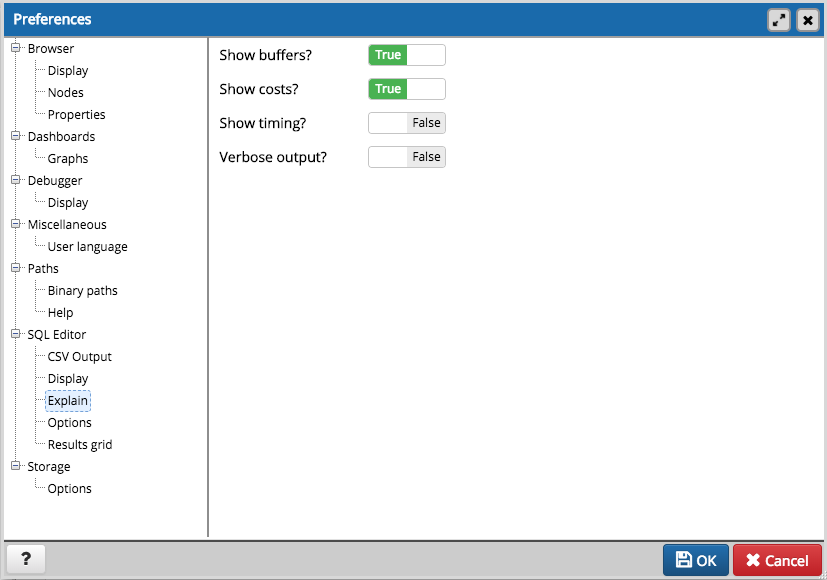 Preferences
Browser
Display
Nodes
Properties
Dashboards
Graphs
Debugger
Display
Miscellaneous
User language
Paths
Binary paths
Help
SQL Editor
CSV Output
Display
Explain
Options
Results grid
Storage
Options
Show buffers? True
Show costs? True
Show timing? False
Verbose output? False
? OK Cancel